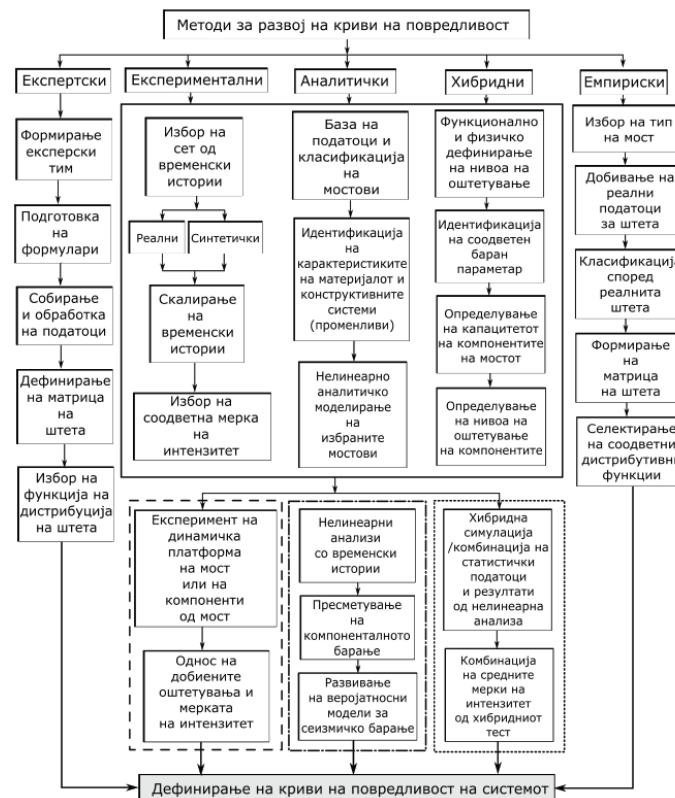 Методи за развој на криви на повредливост
Експертски
Експериментални
Аналитички
Хибридни
Емпириски
Формирање
експерски
тим
Подготовка
на
формулари
Собирање
и обработка
на податоци
Дефинирање
на матрица
на
штета
Избор на
функција на
дистрибуција
на штета
Избор на
сет од
временски
истории
Реални
Синтетички
Скалирање
на
временски
истории
Избор на
соодветна мерка
на
интензитет
База на
податоци и
класификација
на
мостови
Идентификација
на
карактеристиките
на материјалот и
конструктивните
системи
(променливи)
Нелинеарно
аналитичко
моделирање
на
избраните
мостови
Функционално
и физичко
дефинирање
на нивоа на
оштетување
Идентификација
на соодветен
баран
параметар
Определување
на капацитетот
на компонентите
на мостот
Определување
на нивоа на
оштетување
на компонентите
Избор на тип
на мост
Добивање на
реални
податоци
за штета
Класификација
според
реалнита
штета
Формирање
на
матрица
на штета
Селектирање
на соодветни
дистрибутивни
функции
Експеримент на
динамичка
платформа
на мост
или на
компоненти
од мост
Однос на
добиените
оштетувања и
мерката
на интензитет
Нелинеарни
анализи
со временски
истории
Пресметување
на
компоненталното
барање
Развивање
на веројатносни
модели за
сеизмичко барање
Хибридна
симулација
/комбинација на
статистички
податоци
и резултати
од нелинеарна
анализа
Комбинација
на средните
мерки на
интензитет
од хибридниот
тест
Дефинирање на криви на повредливост на системот